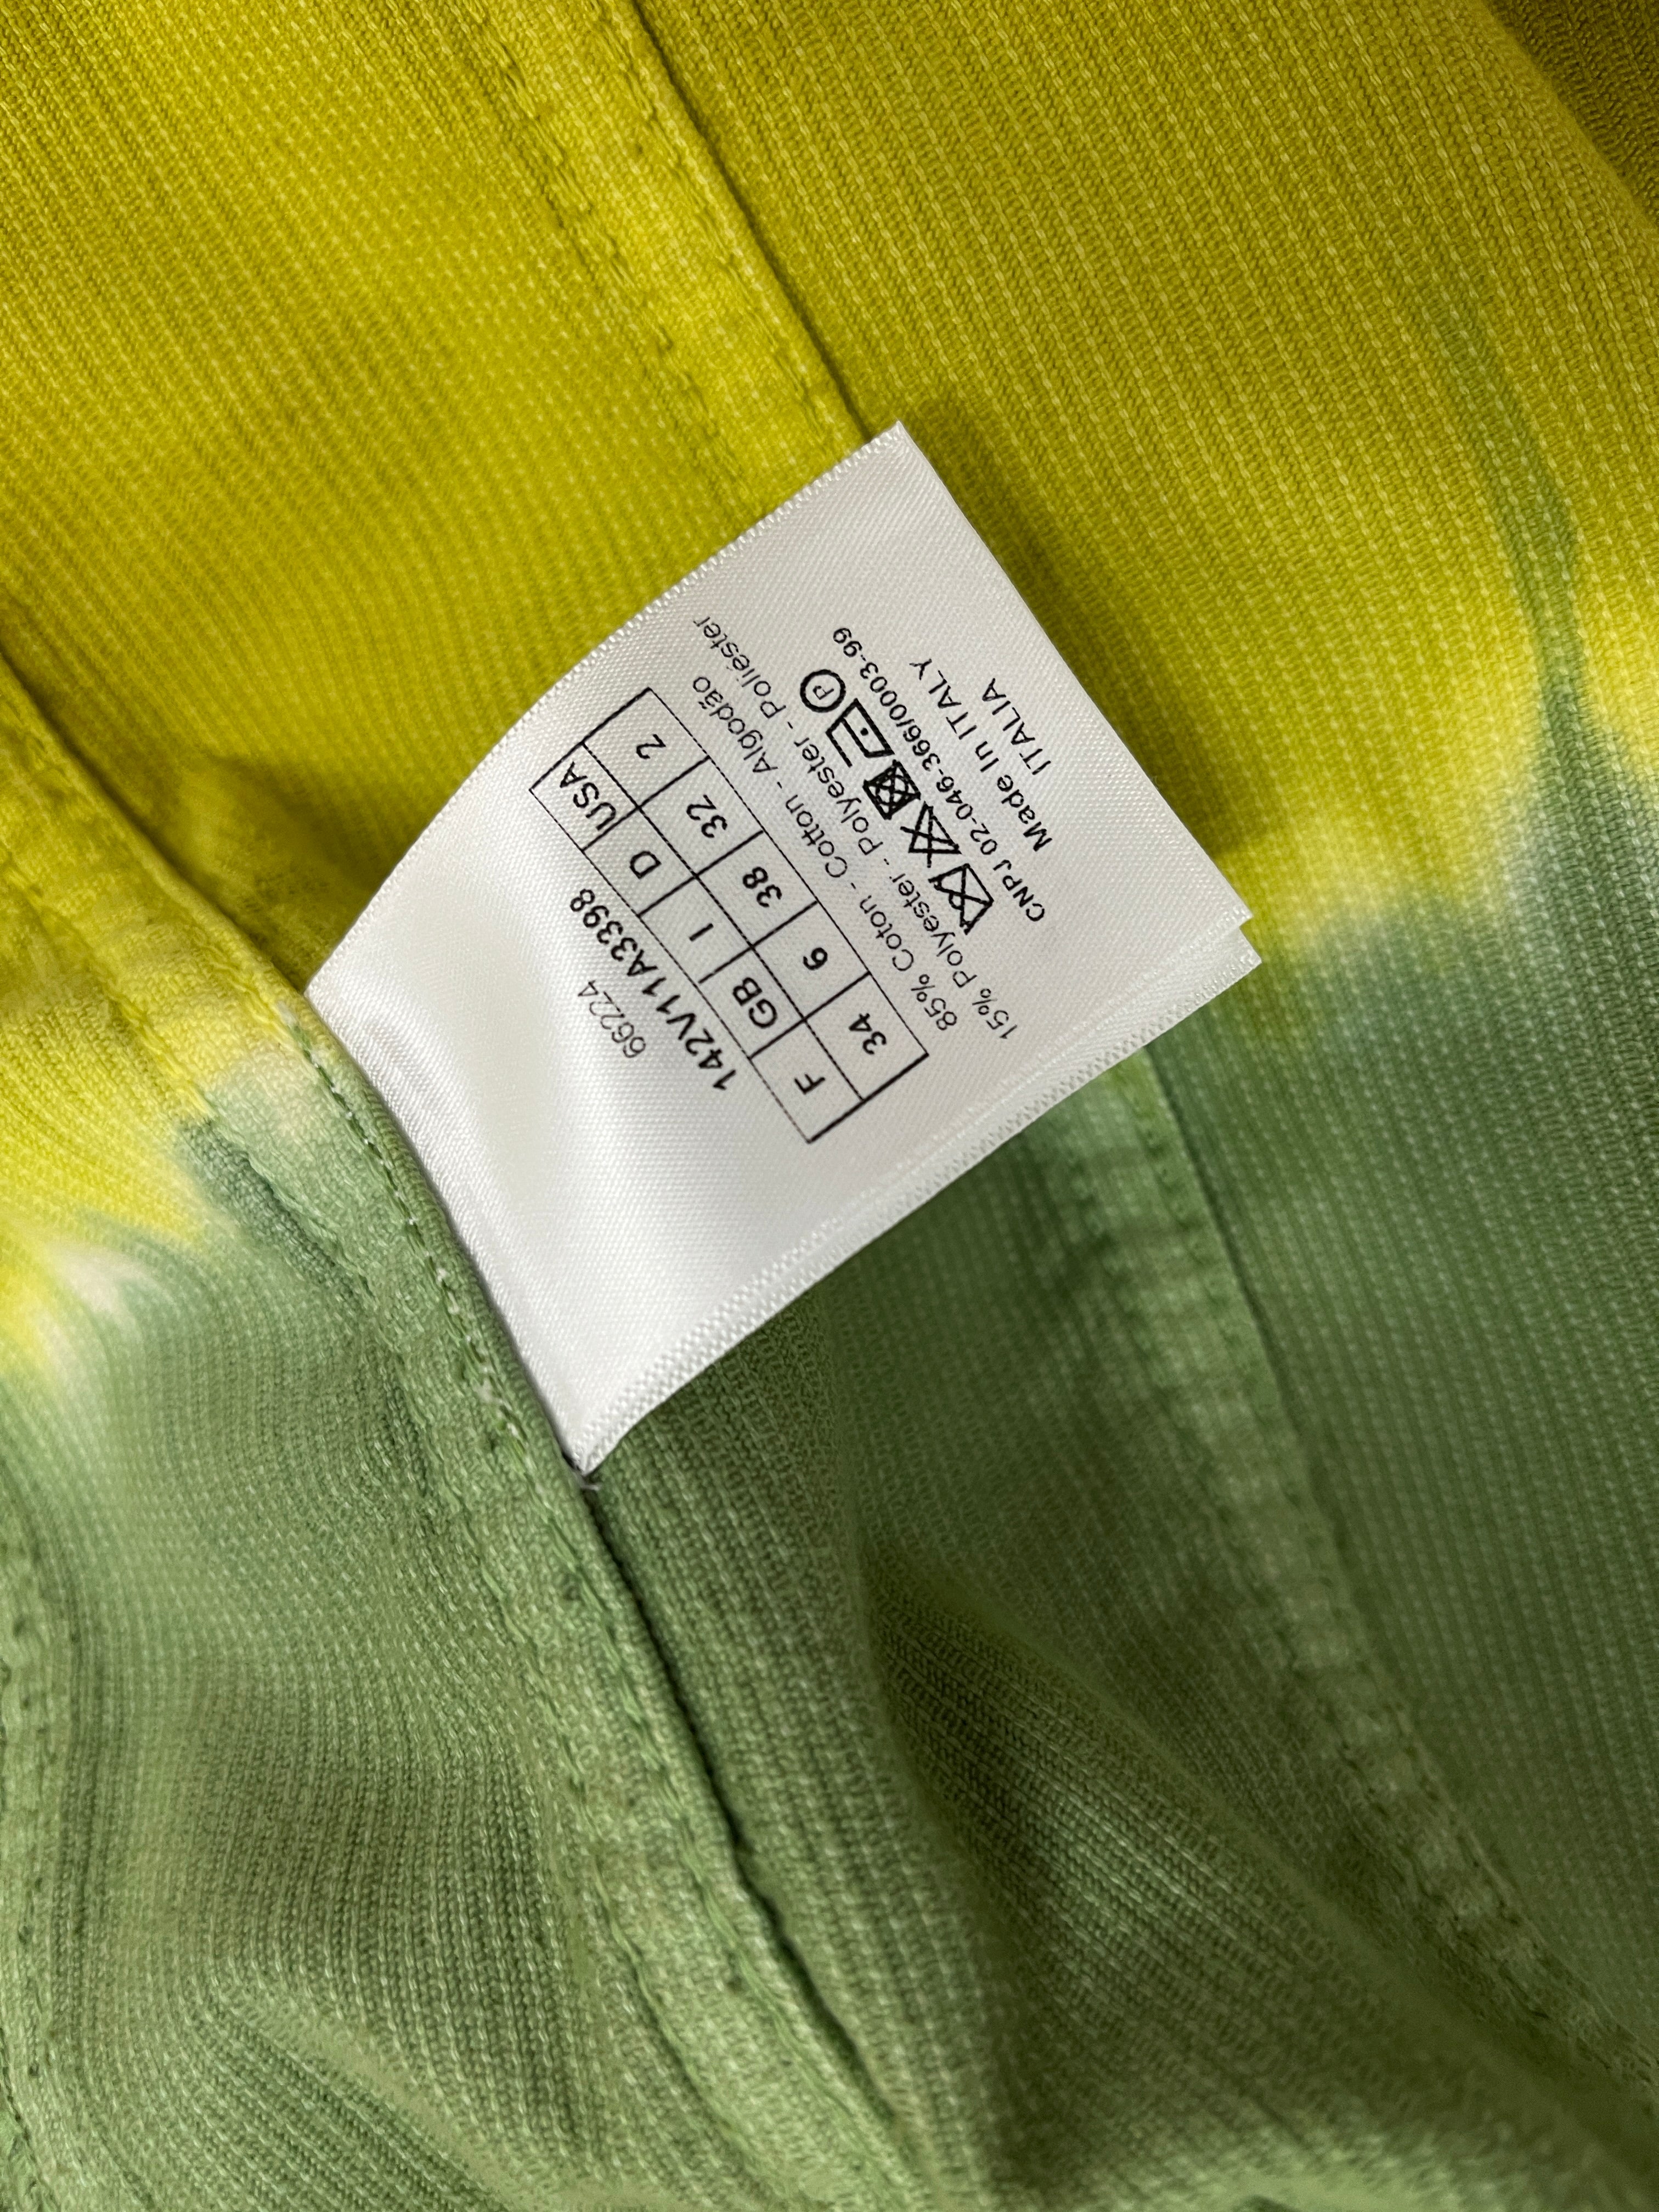 66224
142V11A3398
F GB I D USA
34 6 38 32 2
85% Coton - Cotton - Algodão
15% Polyester - Polyester - Poliéster
P
CNPJ 02-046-366/0003-99
Made In ITALY
ITALIA